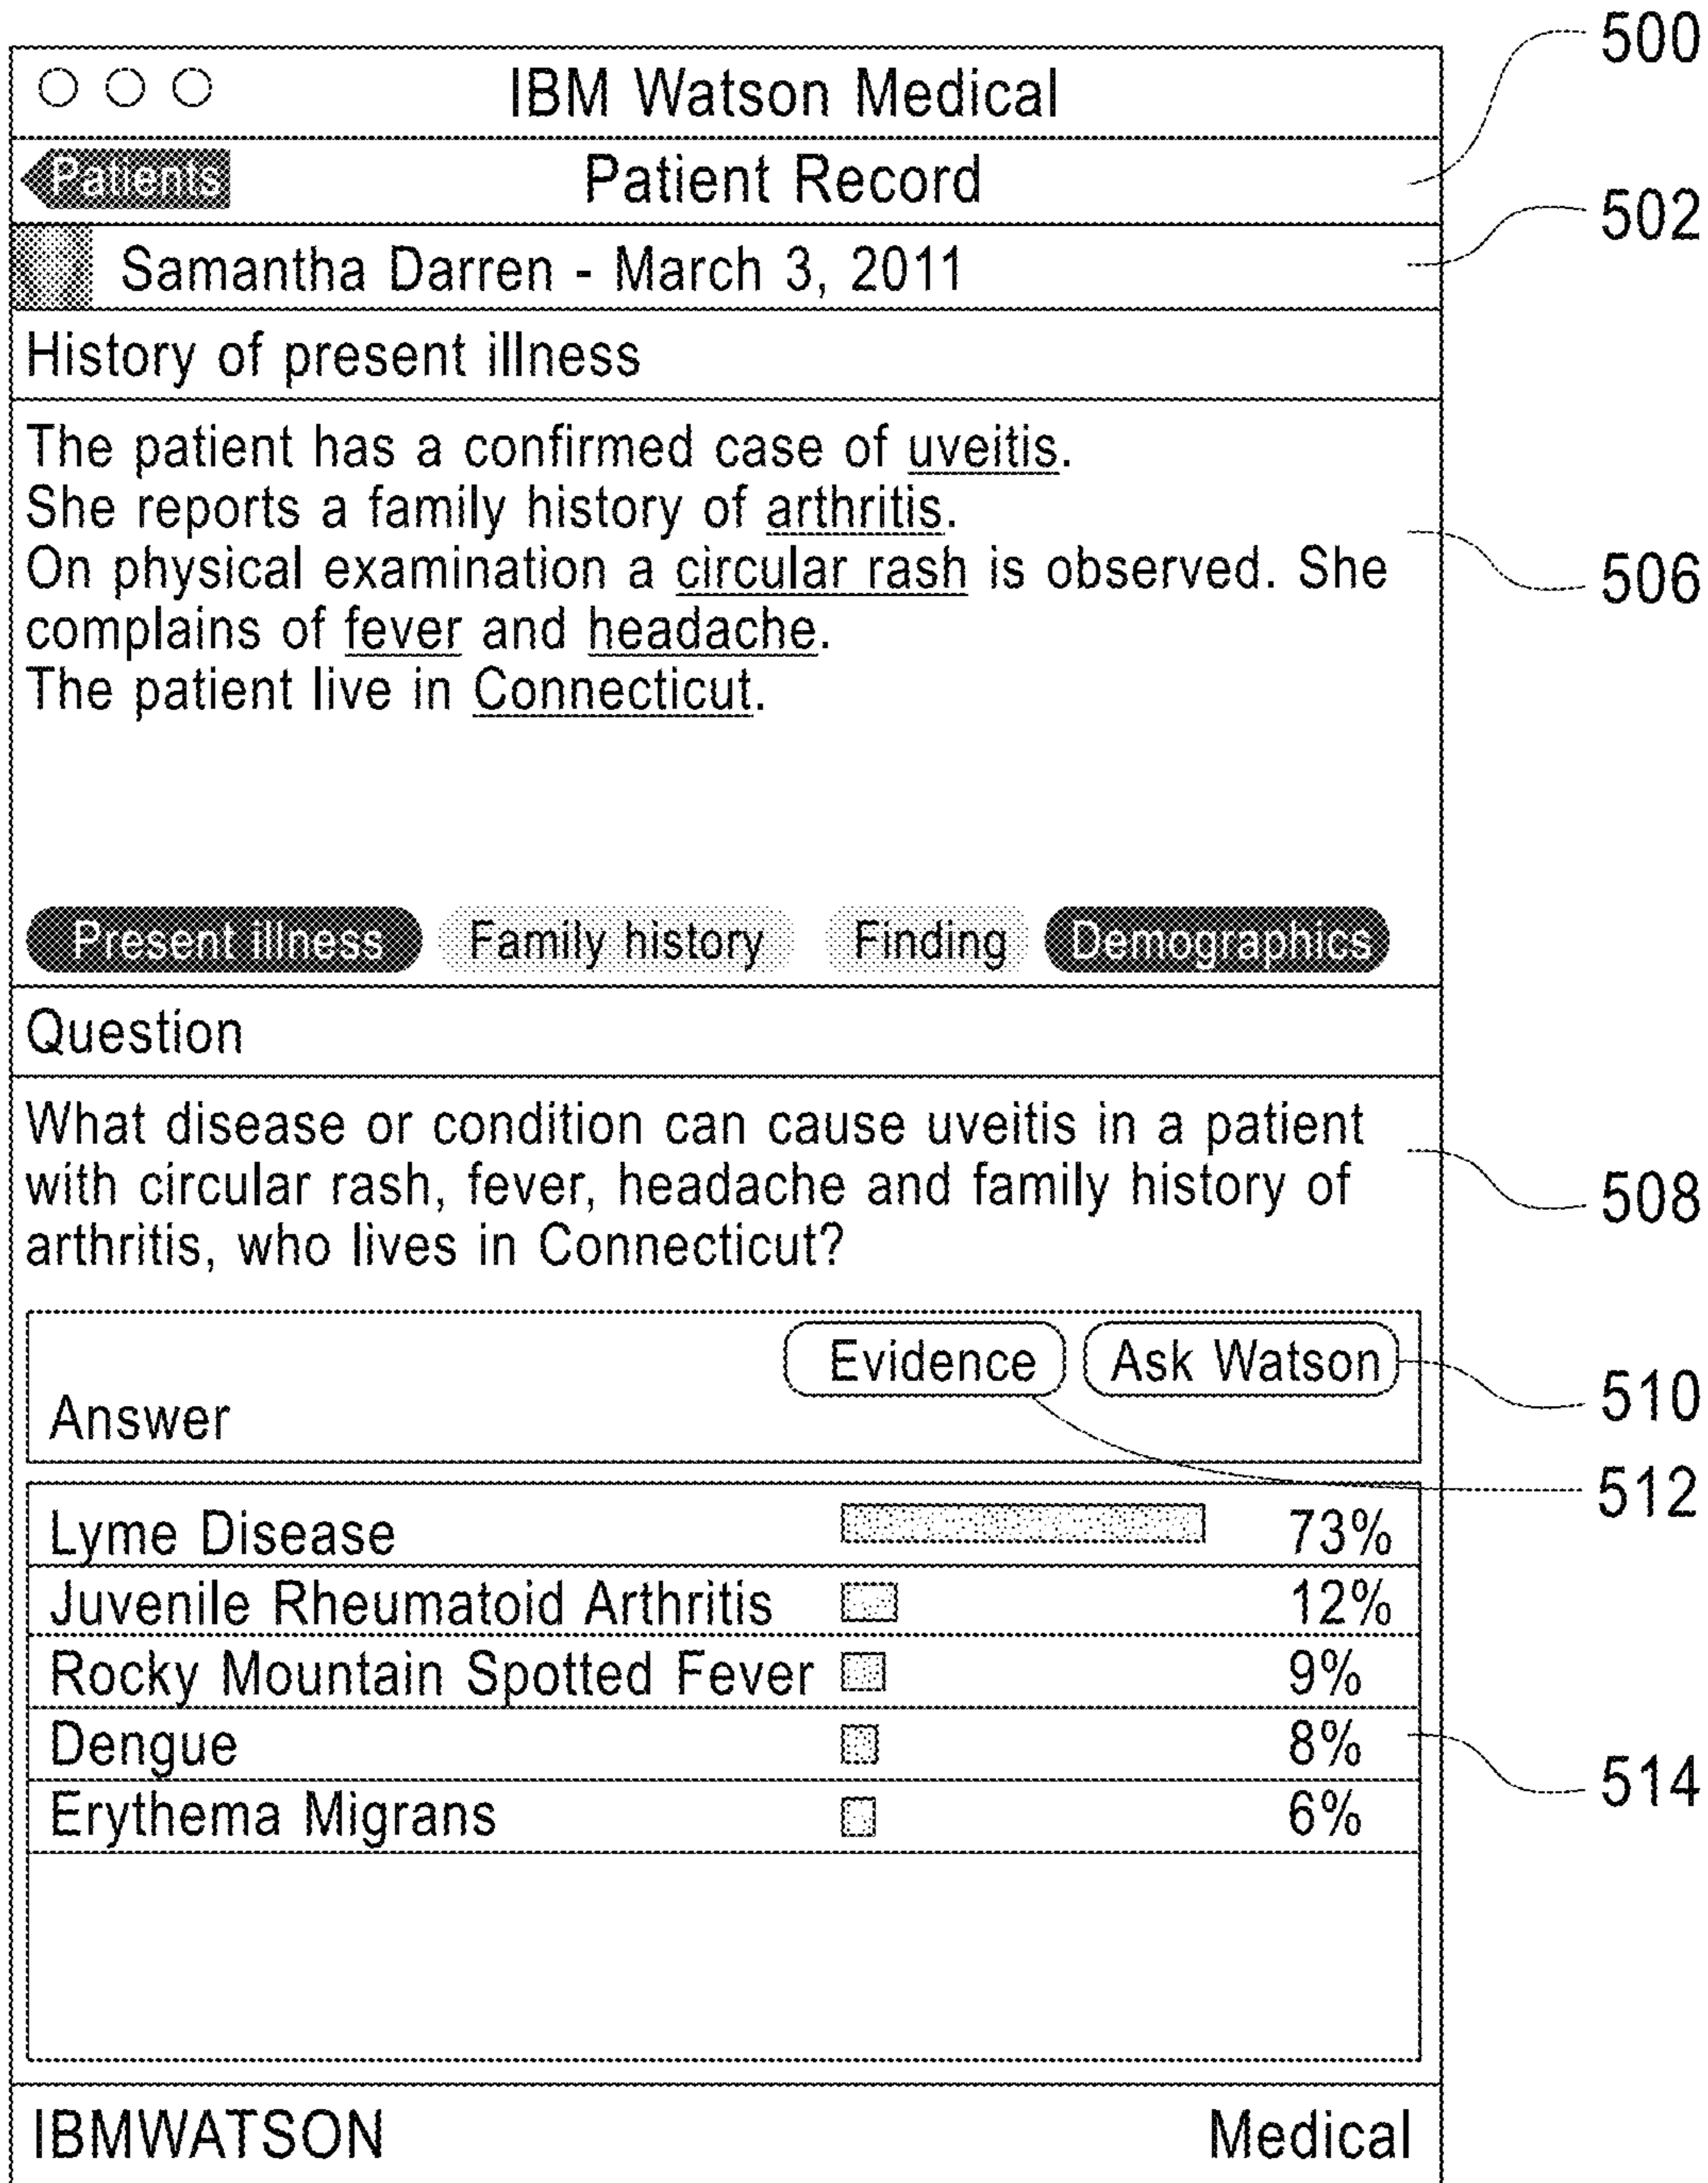 500
IBM Watson Medical
Patients
Patient Record
502
Samantha Darren - March 3, 2011
History of present illness
The patient has a confirmed case of uveitis.
She reports a family history of arthritis.
On physical examination a circular rash is observed. She
506
complains of fever and headache.
The patient live in Connecticut.
Present illness Family history Finding Demographics
Question
What disease or condition can cause uveitis in a patient
with circular rash, fever, headache and family history of
508
arthritis, who lives in Connecticut?
Evidence Ask Watson
510
Answer
512
Lyme Disease 73%
Juvenile Rheumatoid Arthritis 12%
Rocky Mountain Spotted Fever 9%
Dengue 8%
514
Erythema Migrans 6%
IBMWATSON Medical